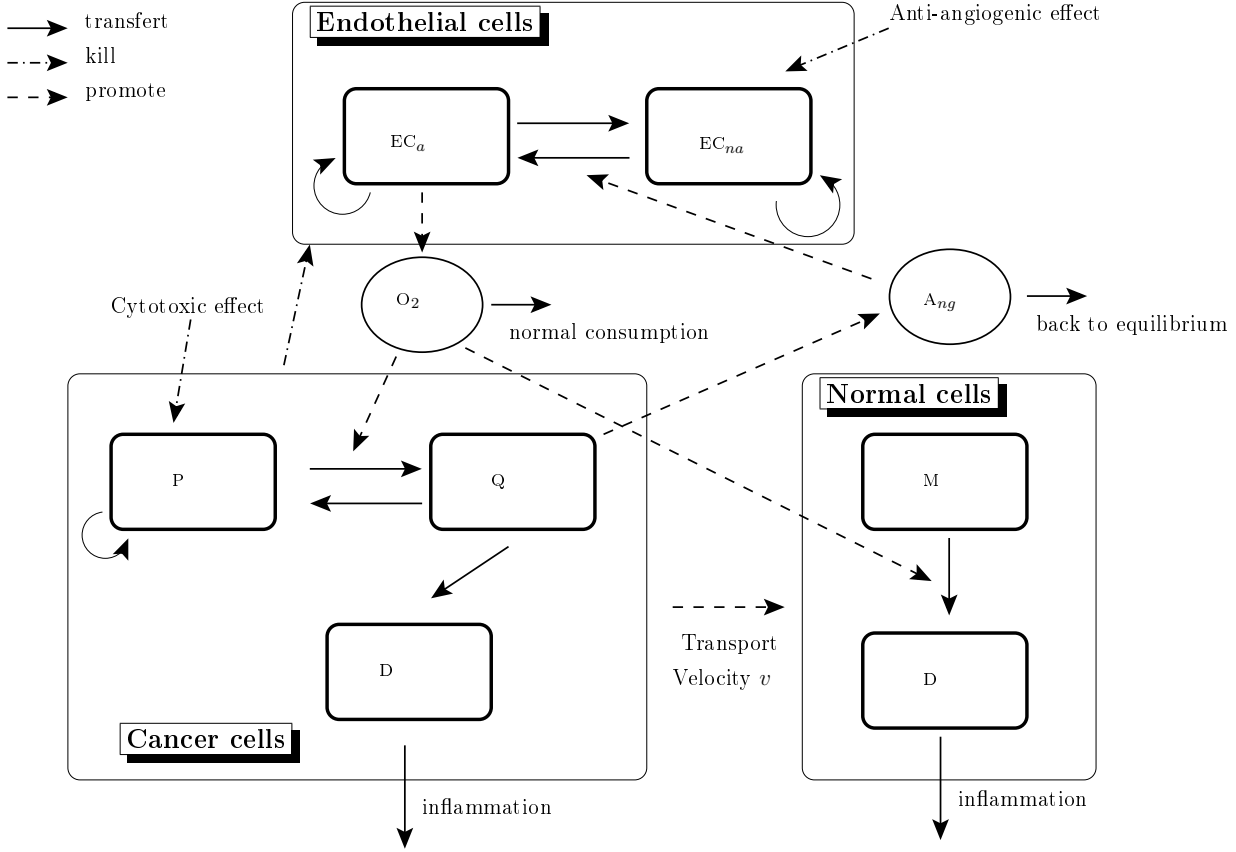 transfert
kill
promote
Endothelial cells
Anti-angiogenic effect
EC_a
EC_na
Cytotoxic effect
O_2
normal consumption
A_ng
back to equilibrium
Normal cells
P
Q
M
D
D
Transport
Velocity v
Cancer cells
inflammation
inflammation